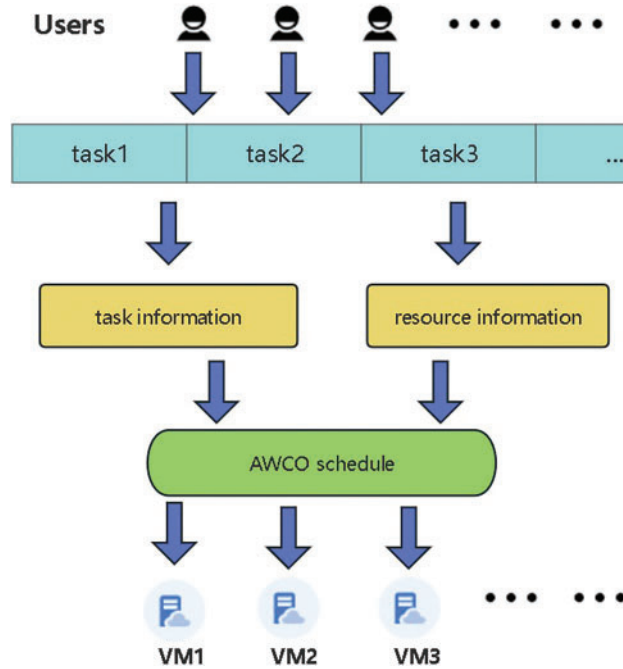 Users
task1 task2 task3 ...
task information resource information
AWCO schedule
VM1 VM2 VM3